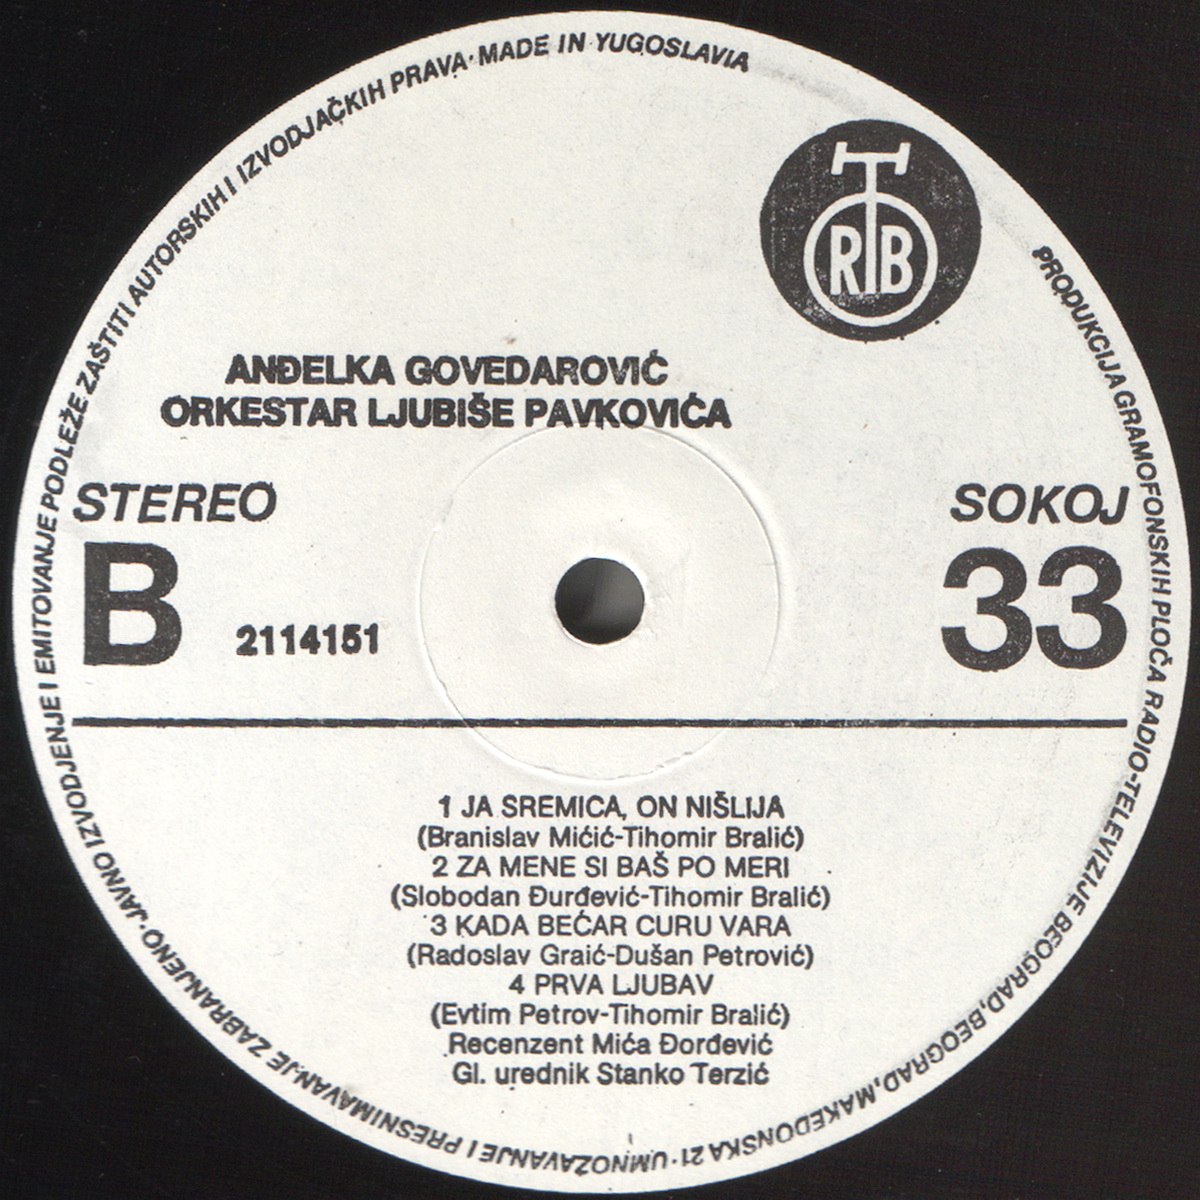 PRODUKCIJA GRAMOFONSKIH PLOČA RADIO-TELEVIZIJE BEOGRAD, BEOGRAD, MAKEDONSKA 21 · UMNOŽAVANJE I PRESNIMAVANJE ZABRANJENO · JAVNO IZVODJENJE I EMITOVANJE PODLEŽE ZAŠTITI AUTORSKIH I IZVODJAČKIH PRAVA · MADE IN YUGOSLAVIA
RTB
ANĐELKA GOVEDAROVIĆ
ORKESTAR LJUBIŠE PAVKOVIĆA
STEREO
SOKOJ
B
2114151
33
1 JA SREMICA, ON NIŠLIJA
(Branislav Mićić-Tihomir Bralić)
2 ZA MENE SI BAŠ PO MERI
(Slobodan Đurđević-Tihomir Bralić)
3 KADA BEĆAR CURU VARA
(Radoslav Graić-Dušan Petrović)
4 PRVA LJUBAV
(Evtim Petrov-Tihomir Bralić)
Recenzent Mića Đorđević
Gl. urednik Stanko Terzić